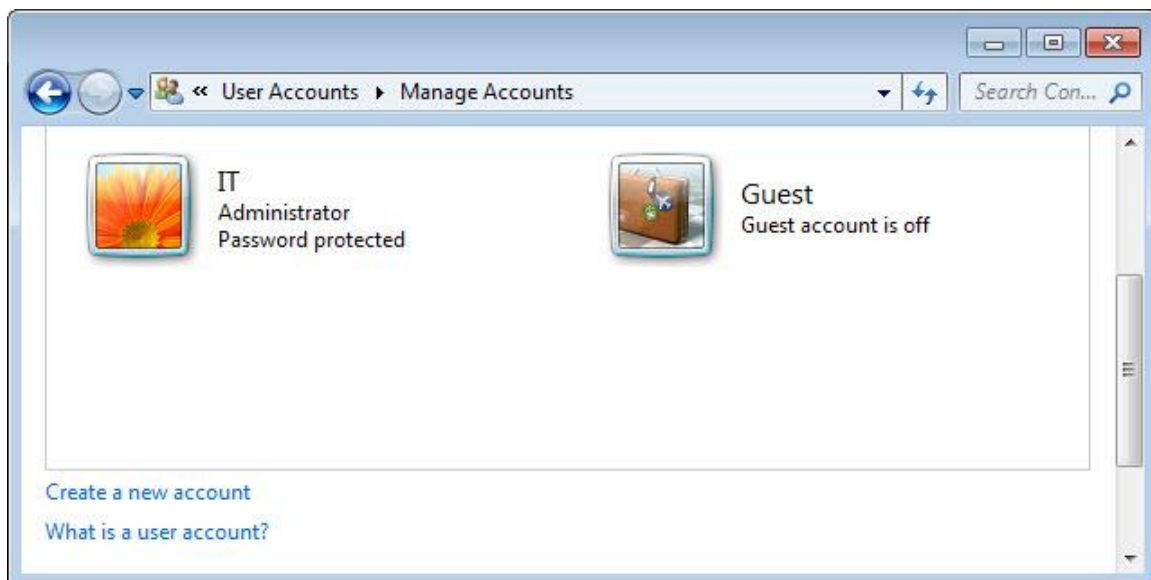 « User Accounts ▸ Manage Accounts
Search Con...
IT
Administrator
Password protected
Guest
Guest account is off
Create a new account
What is a user account?